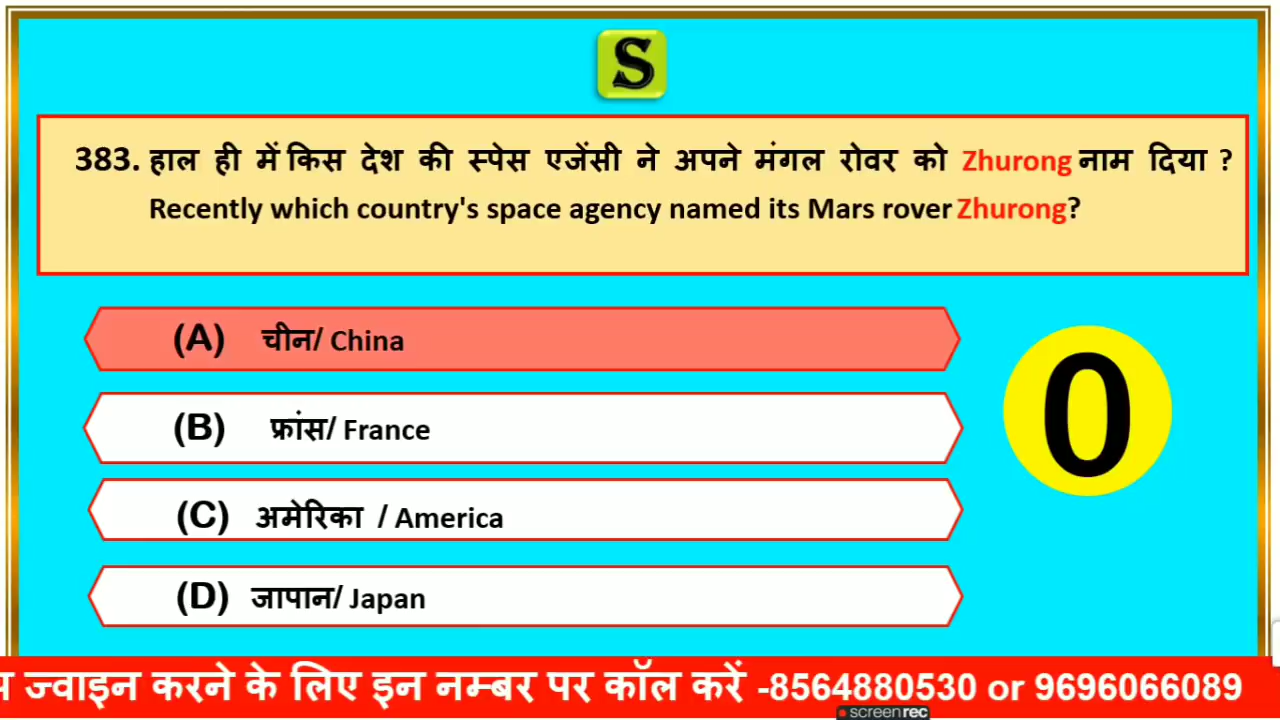 S
383. हाल ही में किस देश की स्पेस एजेंसी ने अपने मंगल रोवर को Zhurong नाम दिया ?
Recently which country's space agency named its Mars rover Zhurong?
(A) चीन/ China
0
(B) फ्रांस/ France
(C) अमेरिका / America
(D) जापान/ Japan
ज्वाइन करने के लिए इन नम्बर पर कॉल करें -8564880530 or 9696066089
screenrec